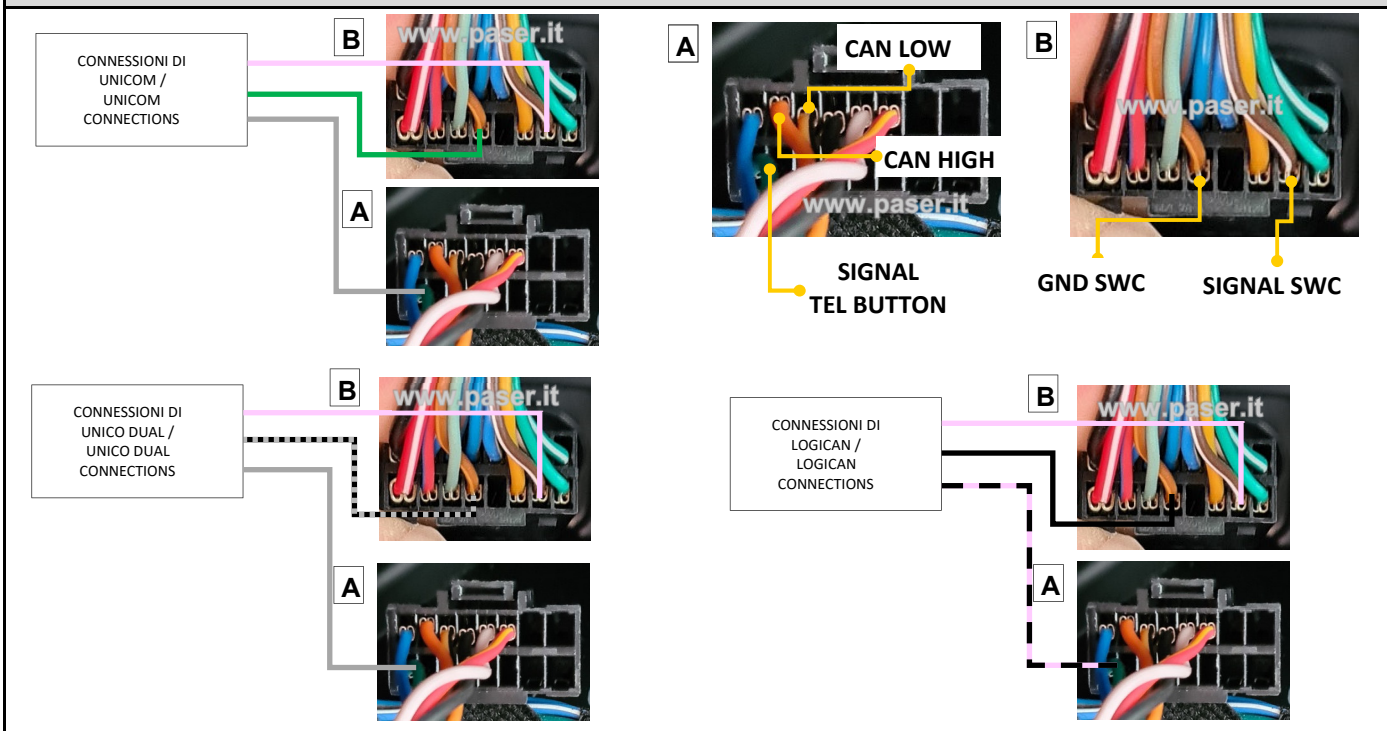 B
www.paser.it
CONNESSIONI DI
UNICOM /
UNICOM
CONNECTIONS
A
A
CAN LOW
CAN HIGH
www.paser.it
SIGNAL
TEL BUTTON
B
www.paser.it
GND SWC
SIGNAL SWC
B
www.paser.it
CONNESSIONI DI
UNICO DUAL /
UNICO DUAL
CONNECTIONS
A
B
www.paser.it
CONNESSIONI DI
LOGICAN /
LOGICAN
CONNECTIONS
A